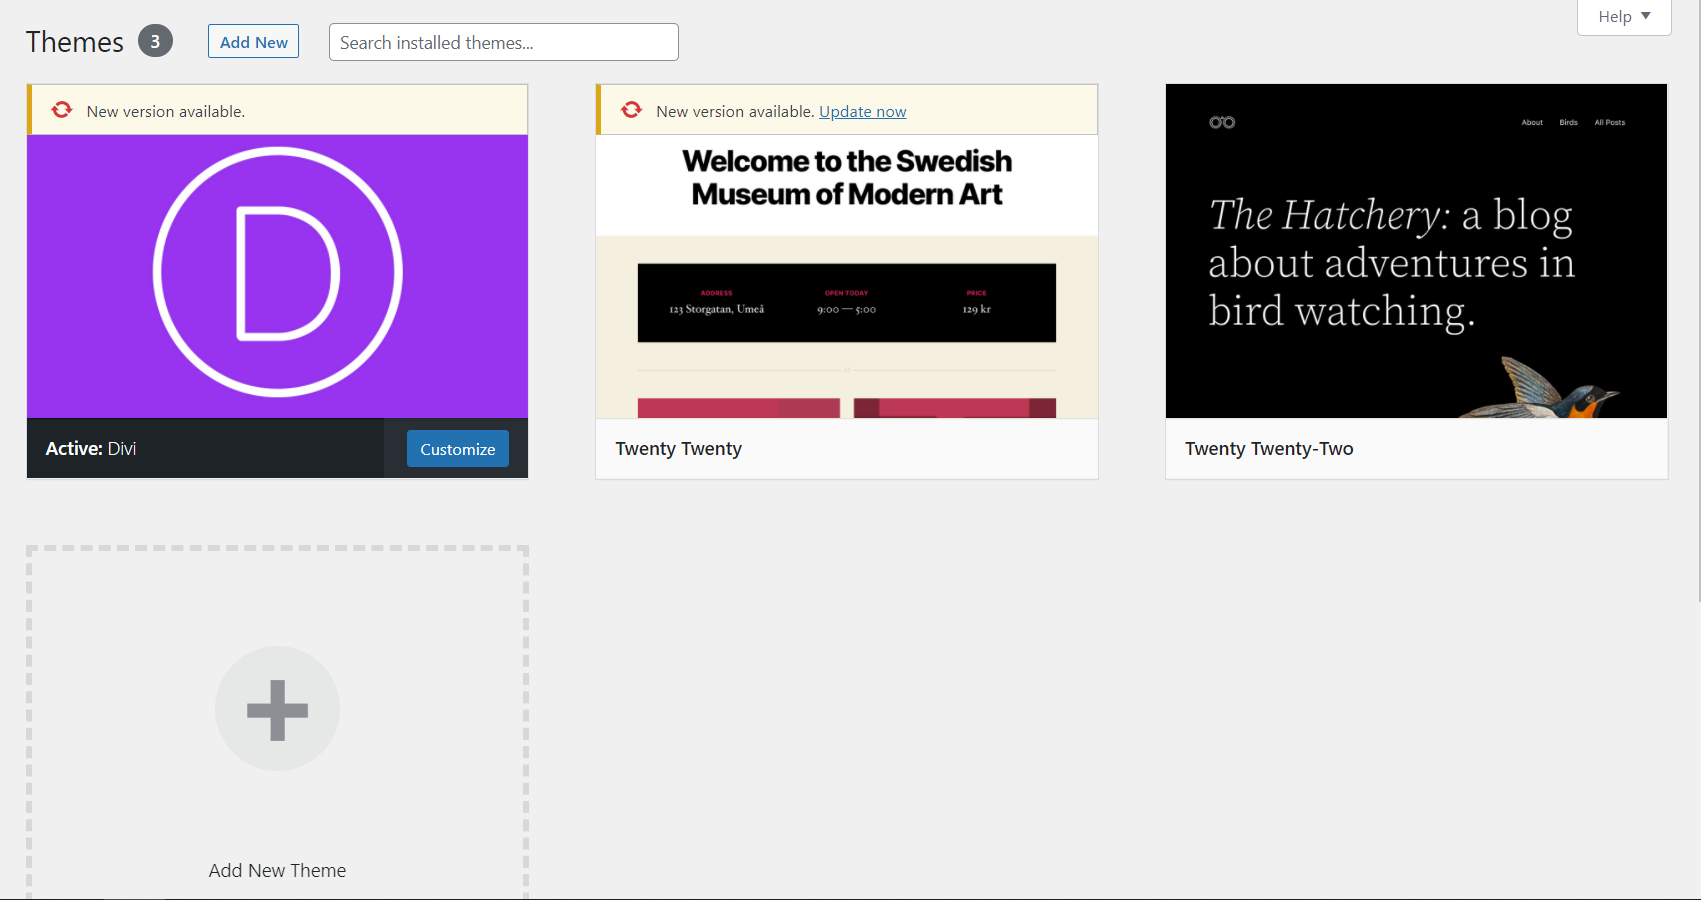 Help
Themes 3 Add New Search installed themes...
New version available.
D
Active: Divi Customize
New version available. Update now
Welcome to the Swedish
Museum of Modern Art
ADDRESS OPEN TODAY PRICE
123 Storgatan, Umeå 9:00 — 5:00 129 kr
Twenty Twenty
About Birds All Posts
The Hatchery: a blog
about adventures in
bird watching.
Twenty Twenty-Two
Add New Theme